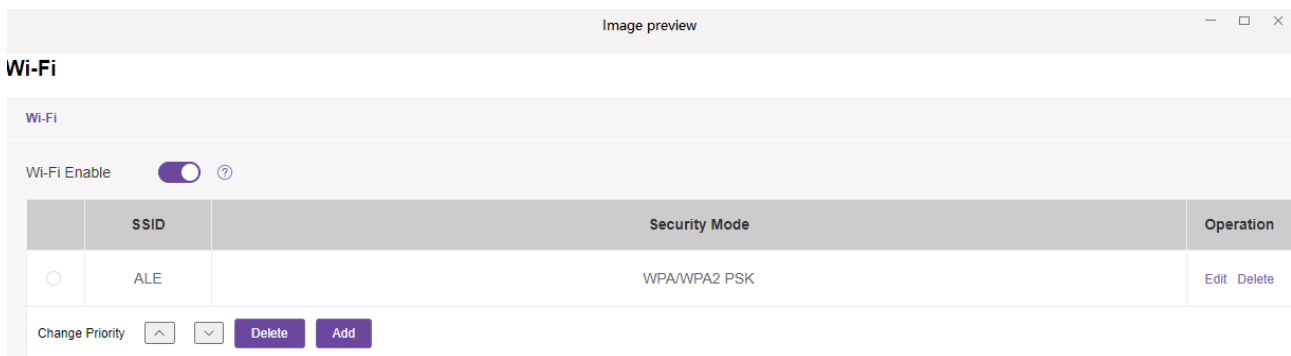 Image preview
Wi-Fi
Wi-Fi
Wi-Fi Enable ?
SSID Security Mode Operation
ALE WPA/WPA2 PSK Edit Delete
Change Priority Delete Add